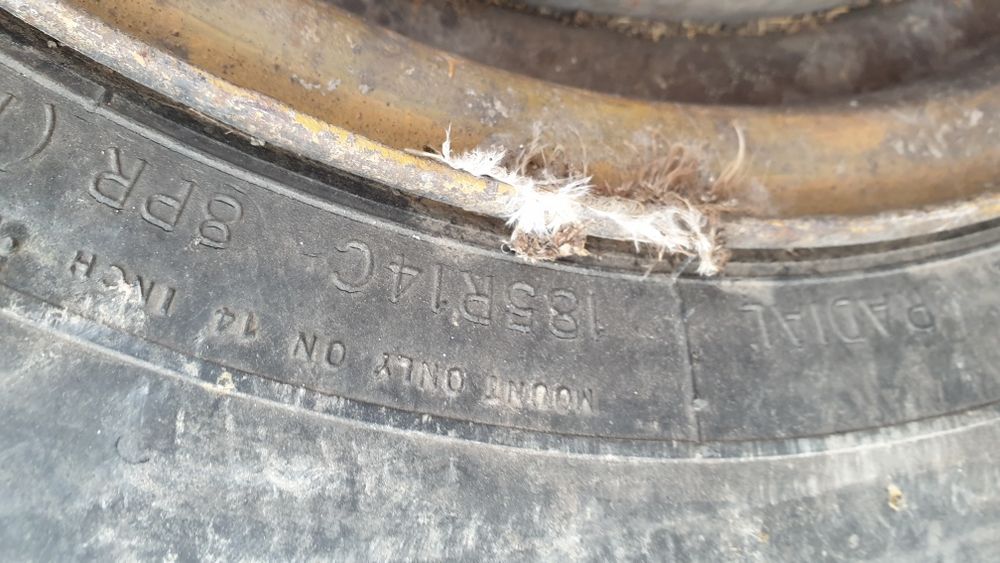 RADIAL 185R14C 8PR
MOUNT ONLY ON 14 INCH